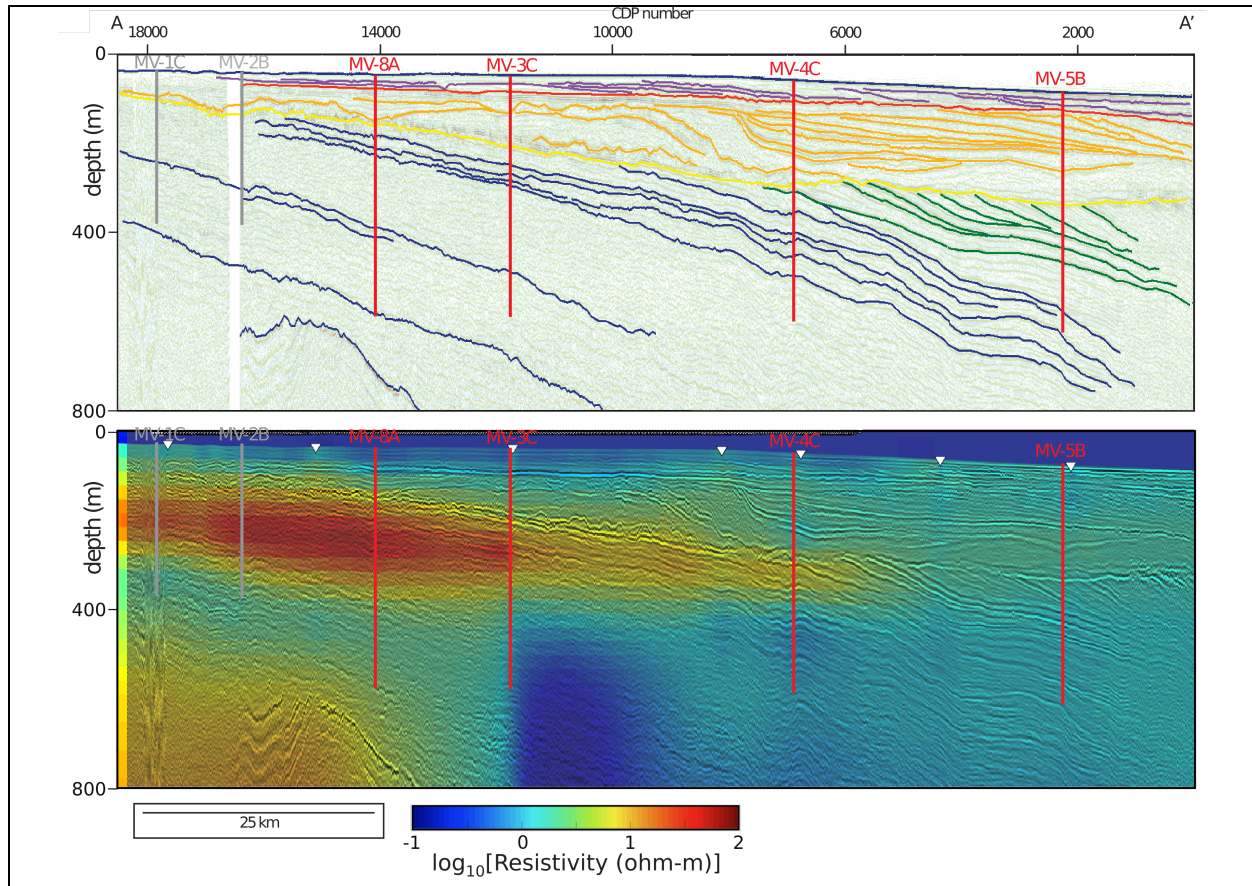 CDP number
A A’
18000 14000 10000 6000 2000
0
MV-1C MV-2B MV-8A MV-3C MV-4C MV-5B
depth (m)
400
800
0
MV-1C MV-2B MV-8A MV-3C MV-4C MV-5B
depth (m)
400
800
25 km
-1 0 1 2
log10[Resistivity (ohm-m)]